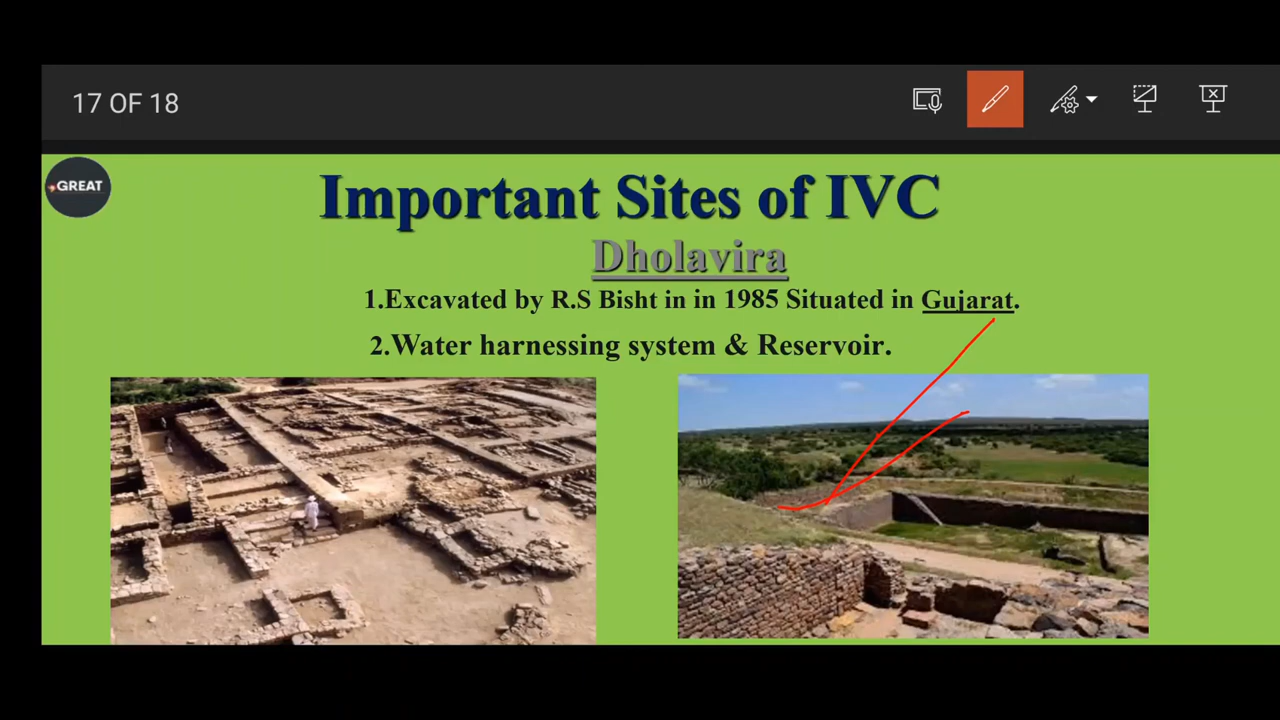 17 OF 18
GREAT
Important Sites of IVC
Dholavira
1.Excavated by R.S Bisht in in 1985 Situated in Gujarat.
2.Water harnessing system & Reservoir.